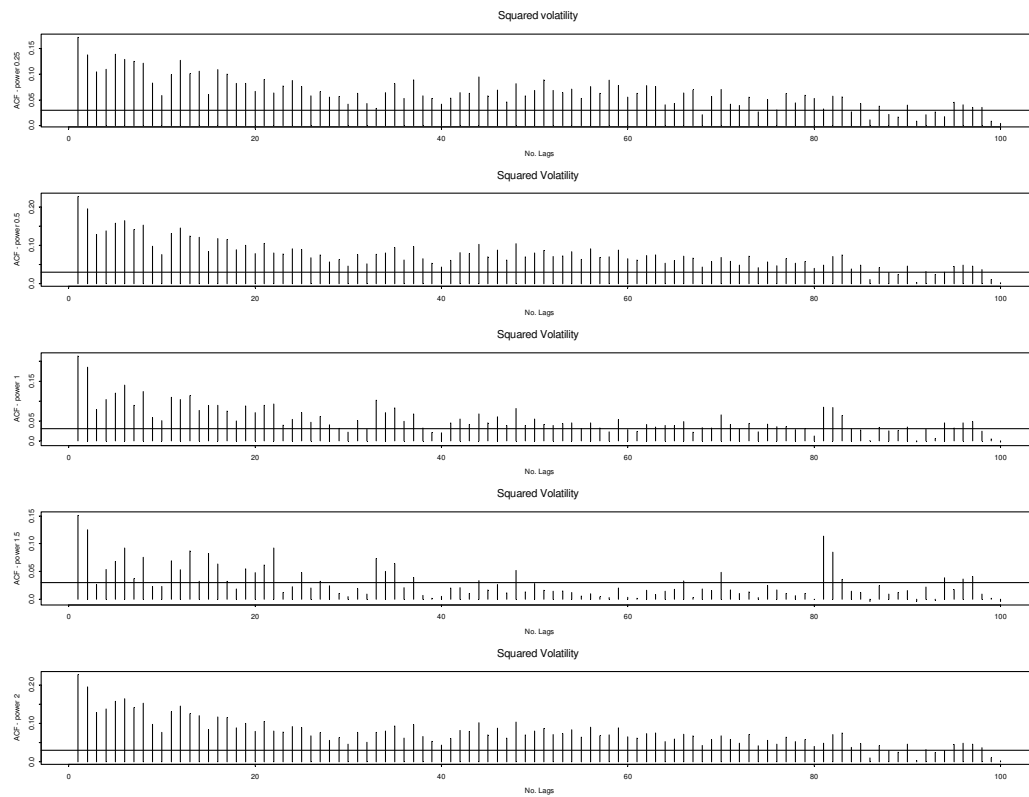 Squared volatility
ACF - power 0.25
0.0 0.05 0.10 0.15
0 20 40 60 80 100
No. Lags
Squared Volatility
ACF - power 0.5
0.0 0.10 0.20
0 20 40 60 80 100
No. Lags
Squared Volatility
ACF - power 1
0.0 0.05 0.15
0 20 40 60 80 100
No. Lags
Squared Volatility
ACF - power 1.5
0.0 0.05 0.10 0.15
0 20 40 60 80 100
No. Lags
Squared Volatility
ACF - power 2
0.0 0.10 0.20
0 20 40 60 80 100
No. Lags